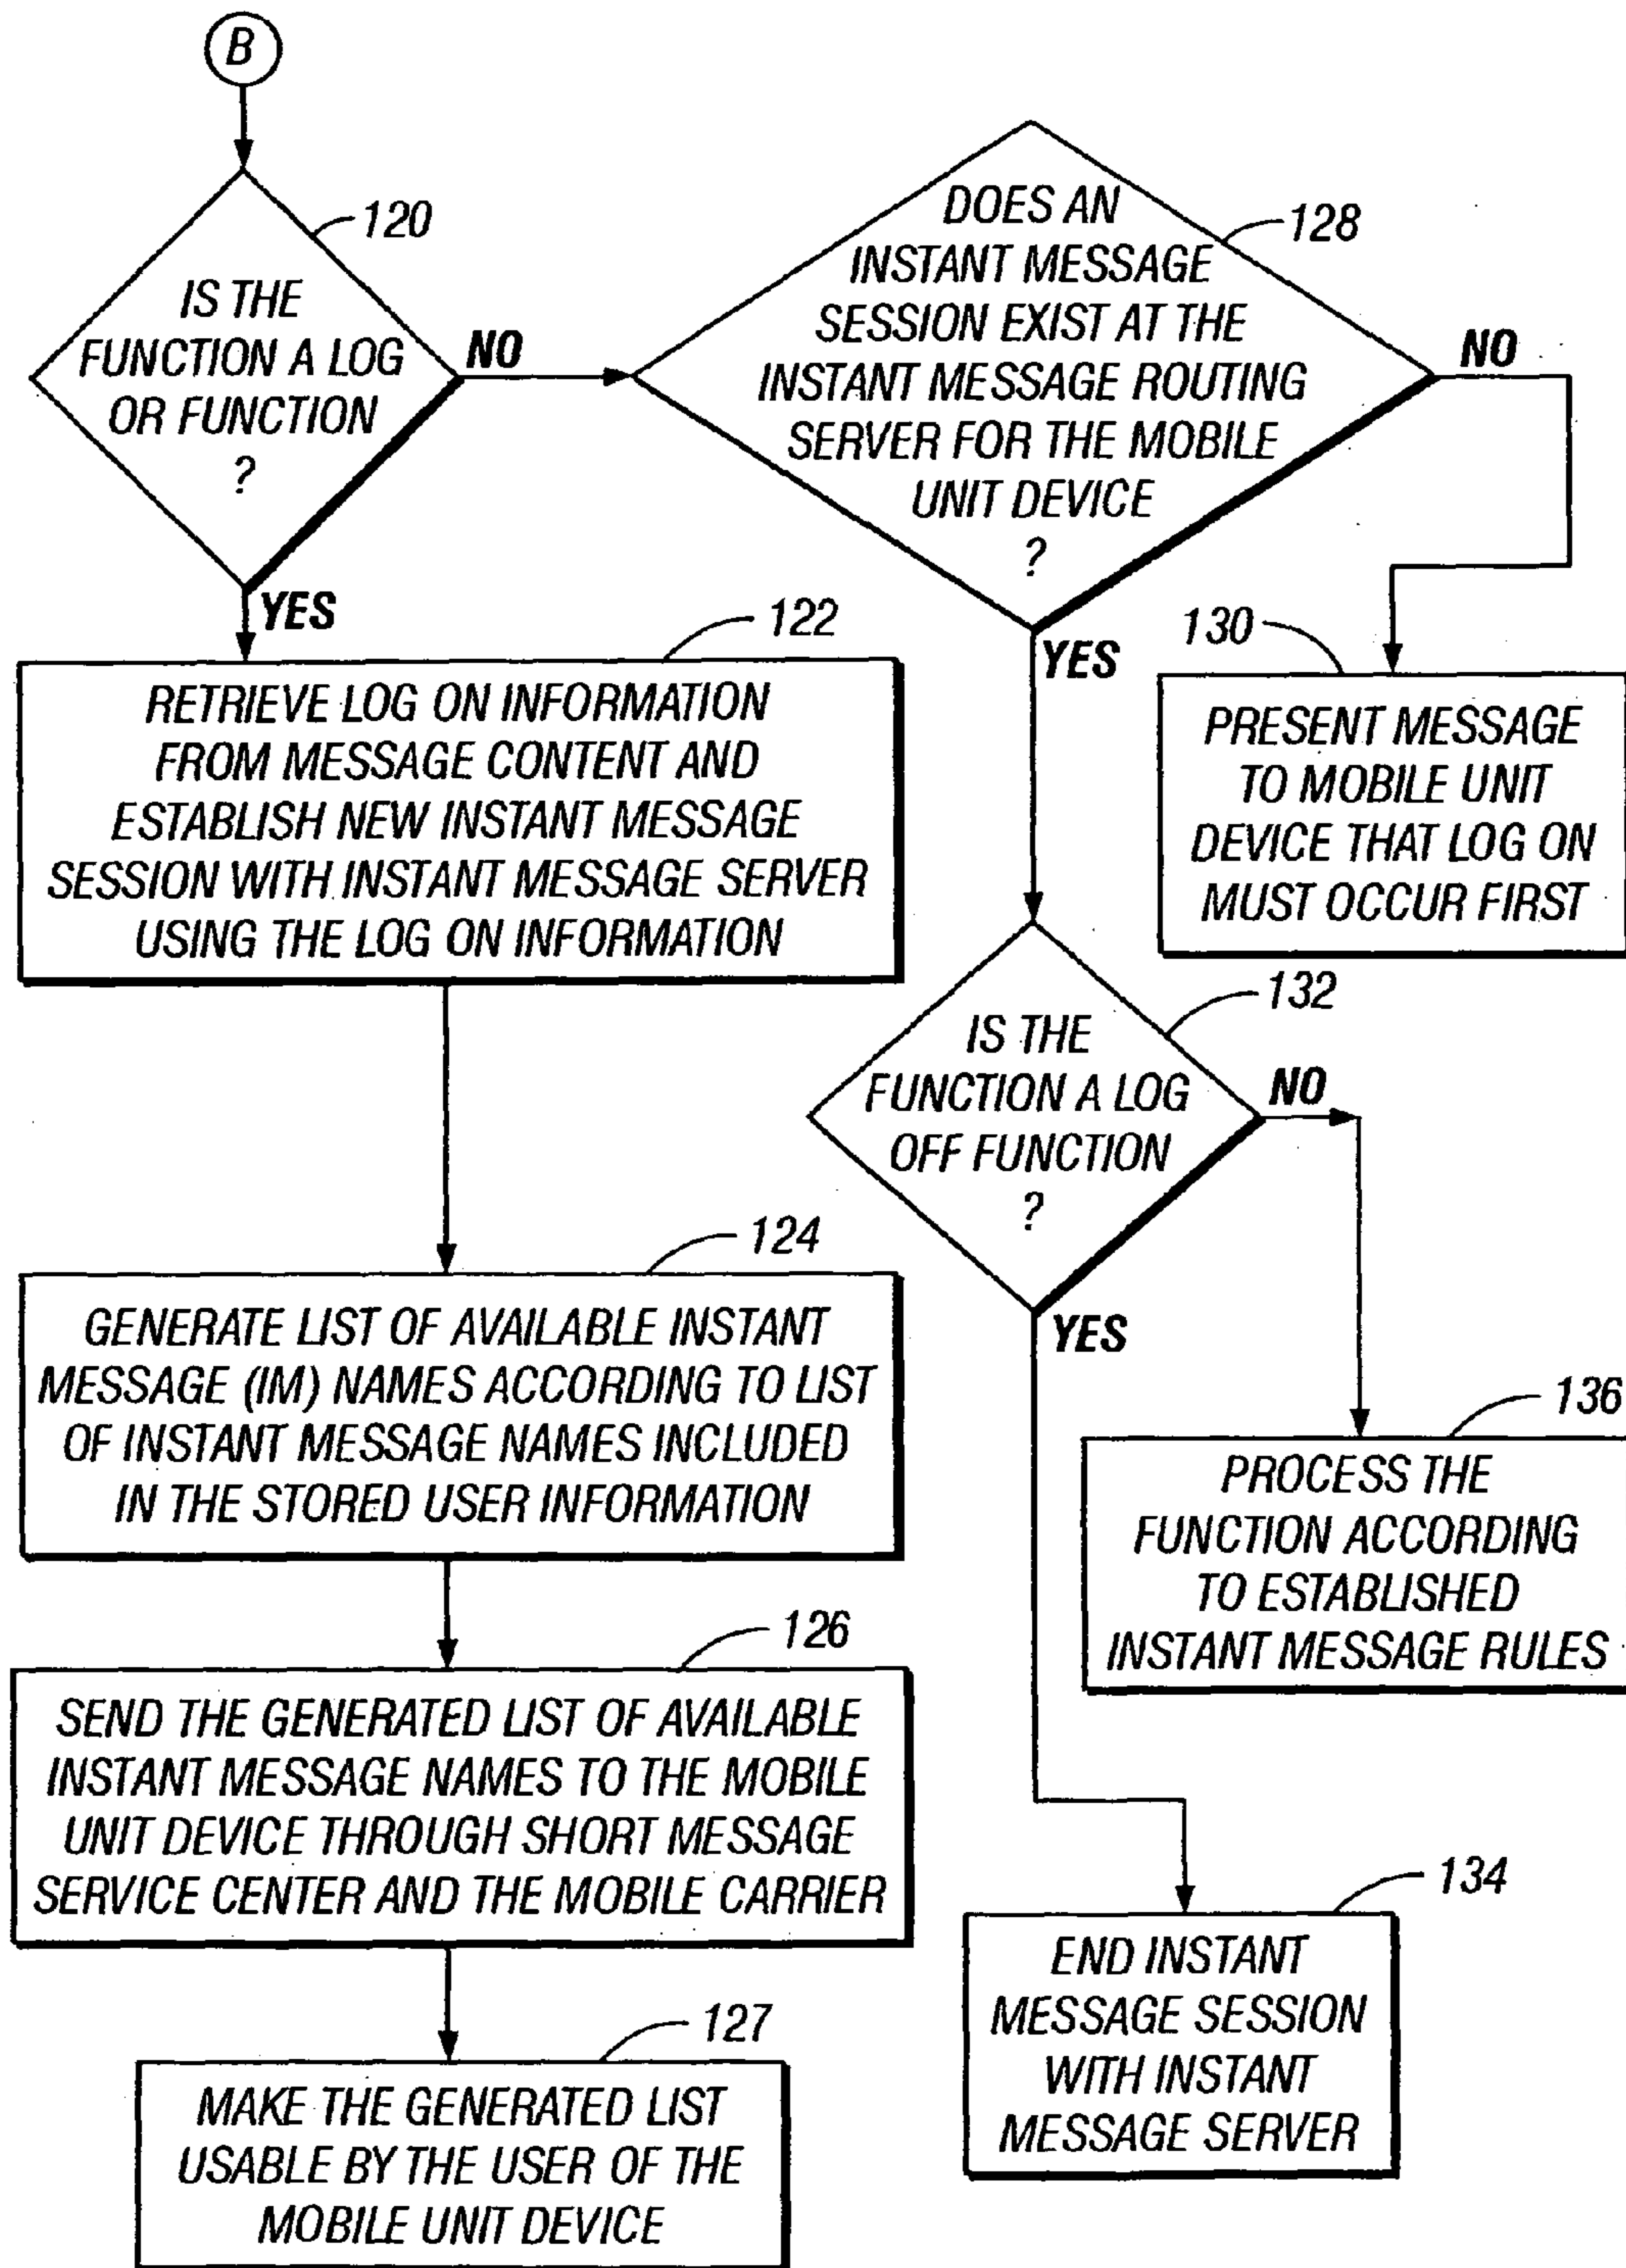 B
120
IS THE
FUNCTION A LOG
OR FUNCTION
?
NO
YES
128
DOES AN
INSTANT MESSAGE
SESSION EXIST AT THE
INSTANT MESSAGE ROUTING
SERVER FOR THE MOBILE
UNIT DEVICE
?
NO
YES
122
RETRIEVE LOG ON INFORMATION
FROM MESSAGE CONTENT AND
ESTABLISH NEW INSTANT MESSAGE
SESSION WITH INSTANT MESSAGE SERVER
USING THE LOG ON INFORMATION
130
PRESENT MESSAGE
TO MOBILE UNIT
DEVICE THAT LOG ON
MUST OCCUR FIRST
132
IS THE
FUNCTION A LOG
OFF FUNCTION
?
NO
YES
124
GENERATE LIST OF AVAILABLE INSTANT
MESSAGE (IM) NAMES ACCORDING TO LIST
OF INSTANT MESSAGE NAMES INCLUDED
IN THE STORED USER INFORMATION
136
PROCESS THE
FUNCTION ACCORDING
TO ESTABLISHED
INSTANT MESSAGE RULES
126
SEND THE GENERATED LIST OF AVAILABLE
INSTANT MESSAGE NAMES TO THE MOBILE
UNIT DEVICE THROUGH SHORT MESSAGE
SERVICE CENTER AND THE MOBILE CARRIER
134
END INSTANT
MESSAGE SESSION
WITH INSTANT
MESSAGE SERVER
127
MAKE THE GENERATED LIST
USABLE BY THE USER OF THE
MOBILE UNIT DEVICE